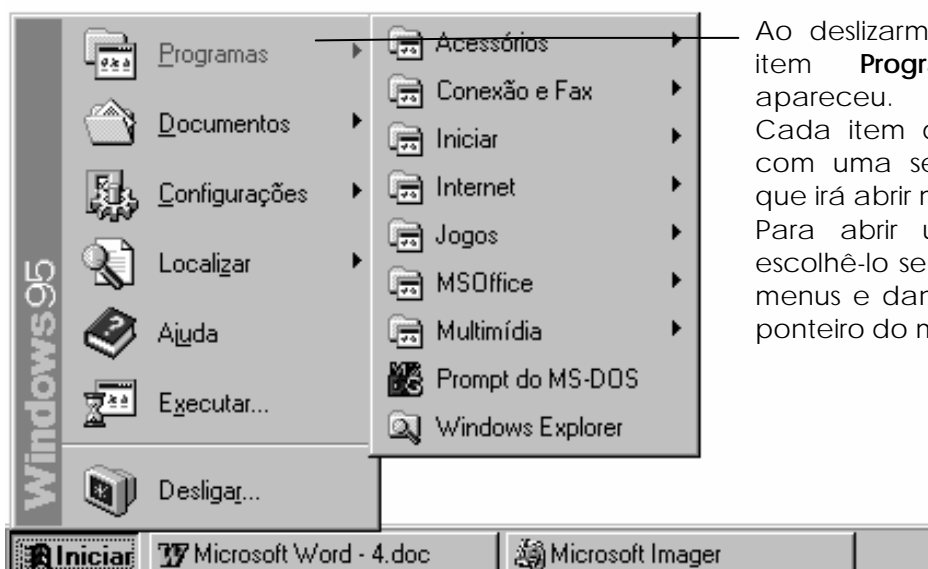 Programas
Documentos
Configurações
Localizar
Ajuda
Executar...
Desligar...
Windows95
Acessórios
Conexão e Fax
Iniciar
Internet
Jogos
MSOffice
Multimídia
Prompt do MS-DOS
Windows Explorer
Iniciar
Microsoft Word - 4.doc
Microsoft Imager
Ao deslizarm
item Progra
apareceu.
Cada item
com uma se
que irá abrir
Para abrir
escolhê-lo se
menus e dar
ponteiro do